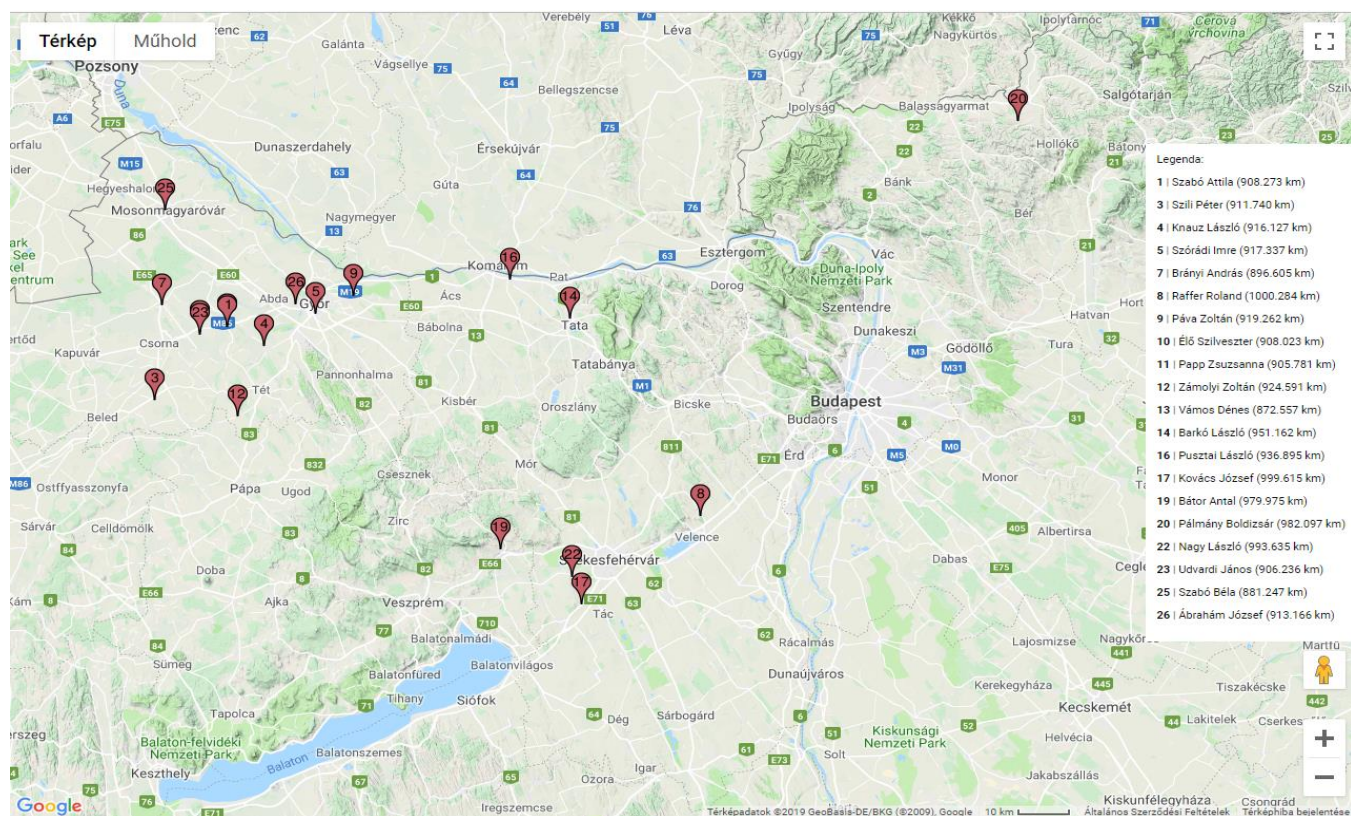 Térkép Műhold
Pozsony
Galánta
Vágsellye
Verebély
Léva
Bellegszencse
Gyűgy
Ipolyság
Kékkő
Nagykürtös
Ipolytarnóc
Cerová
vrchovina
Balassagyarmat
Salgótarján
Hollókő
Bátony
Duna
Dunaszerdahely
Érsekújvár
Gúta
Nagymegyer
Hegyeshalom
Mosonmagyaróvár
Komárom
Pat
Esztergom
Dorog
Vác
Duna-Ipoly
Nemzeti Park
Szentendre
Dunakeszi
Bánk
Bér
Gödöllő
Hatvan
Tura
Abda
Győr
Ács
Bábolna
Tata
Tatabánya
Kapuvár
Csorna
Pannonhalma
Tét
Beled
Kisbér
Oroszlány
Bicske
Budapest
Budaörs
Érd
Mór
Csesznek
Ostffyasszonyfa
Pápa
Ugod
Monor
Sárvár
Celldömölk
Zirc
Velence
Albertirsa
Doba
Székesfehérvár
Dabas
Ajka
Veszprém
Tác
Balatonalmádi
Rácalmás
Lajosmizse
Nagykőrös
Martfű
Sümeg
Balatonfüred
Balatonvilágos
Tihany
Siófok
Dunaújváros
Kerekegyháza
Tiszakécske
Tapolca
Dég
Sárbogárd
Kecskemét
Lakitelek
Balaton-felvidéki
Nemzeti Park
Balatonszemes
Kiskunsági
Nemzeti Park
Helvécia
Solt
Keszthely
Balaton
Igar
Ozora
Jakabszállás
Iregszemcse
Kiskunfélegyháza
Csongrád
Legenda:
1 | Szabó Attila (908.273 km)
3 | Szili Péter (911.740 km)
4 | Knauz László (916.127 km)
5 | Szórádi Imre (917.337 km)
7 | Brányi András (896.605 km)
8 | Raffer Roland (1000.284 km)
9 | Páva Zoltán (919.262 km)
10 | Élő Szilveszter (908.023 km)
11 | Papp Zsuzsanna (905.781 km)
12 | Zámolyi Zoltán (924.591 km)
13 | Vámos Dénes (872.557 km)
14 | Barkó László (951.162 km)
16 | Pusztai László (936.895 km)
17 | Kovács József (999.615 km)
19 | Bátor Antal (979.975 km)
20 | Pálmány Boldizsár (982.097 km)
22 | Nagy László (993.635 km)
23 | Udvardi János (906.236 km)
25 | Szabó Béla (881.247 km)
26 | Ábrahám József (913.166 km)
Google
Térképadatok ©2019 GeoBasis-DE/BKG (©2009), Google 10 km Általános Szerződési Feltételek Térképhiba bejelentése